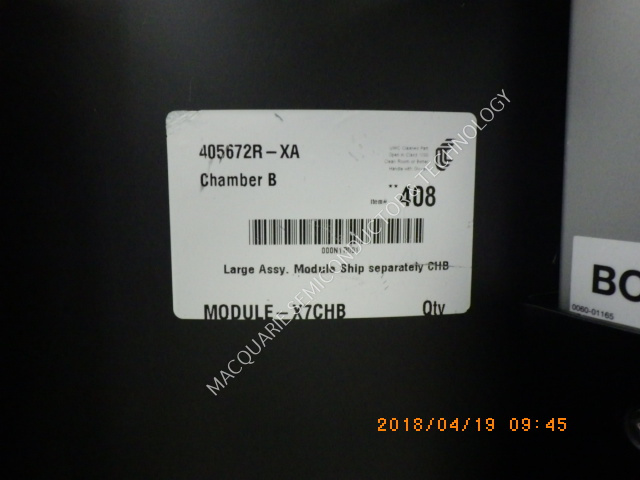 405672R-XA
Chamber B
408
Large Assy. Module Ship separately CHB
MODULE-X7CHB Qty
BO
0060-01165
MACQUARIE SEMICONDUCTOR & TECHNOLOGY
2018/04/19 09:45